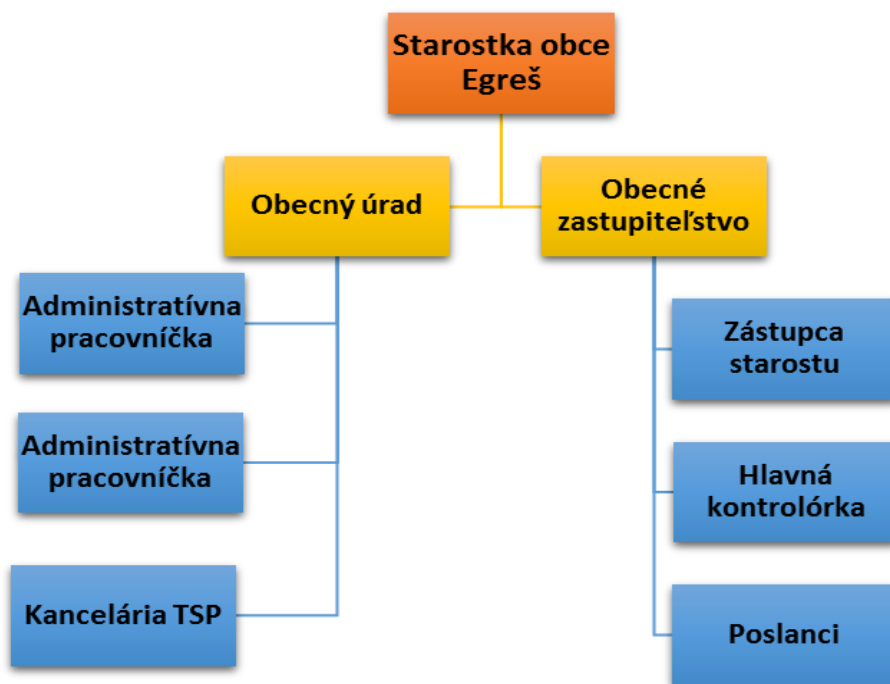 Starostka obce
Egreš
Obecný úrad
Obecné
zastupiteľstvo
Administratívna
pracovníčka
Administratívna
pracovníčka
Kancelária TSP
Zástupca
starostu
Hlavná
kontrolórka
Poslanci